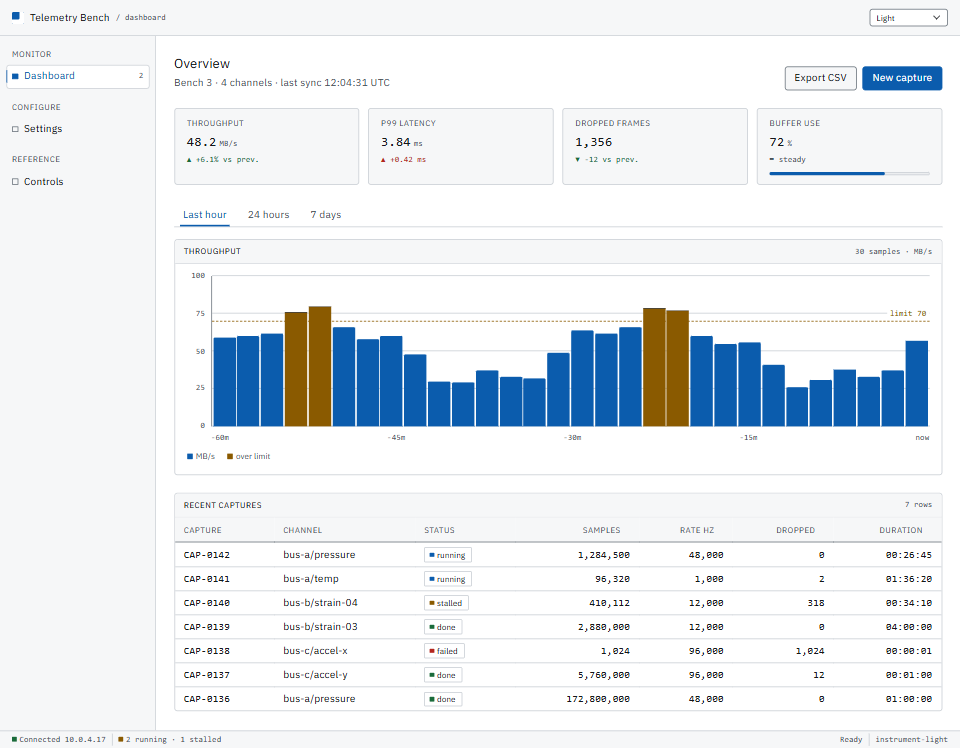 Telemetry Bench / dashboard
Light
MONITOR
Dashboard 2
CONFIGURE
Settings
REFERENCE
Controls
Overview
Bench 3 · 4 channels · last sync 12:04:31 UTC
Export CSV
New capture
THROUGHPUT
48.2 MB/s
▲ +6.1% vs prev.
P99 LATENCY
3.84 ms
▲ +0.42 ms
DROPPED FRAMES
1,356
▼ -12 vs prev.
BUFFER USE
72 %
= steady
Last hour 24 hours 7 days
THROUGHPUT 30 samples · MB/s
100
75
limit 70
50
25
0
-60m -45m -30m -15m now
MB/s over limit
RECENT CAPTURES 7 rows
CAPTURE CHANNEL STATUS SAMPLES RATE HZ DROPPED DURATION
CAP-0142 bus-a/pressure running 1,284,500 48,000 0 00:26:45
CAP-0141 bus-a/temp running 96,320 1,000 2 01:36:20
CAP-0140 bus-b/strain-04 stalled 410,112 12,000 318 00:34:10
CAP-0139 bus-b/strain-03 done 2,880,000 12,000 0 04:00:00
CAP-0138 bus-c/accel-x failed 1,024 96,000 1,024 00:00:01
CAP-0137 bus-c/accel-y done 5,760,000 96,000 12 00:01:00
CAP-0136 bus-a/pressure done 172,800,000 48,000 0 01:00:00
Connected 10.0.4.17 2 running · 1 stalled Ready instrument-light